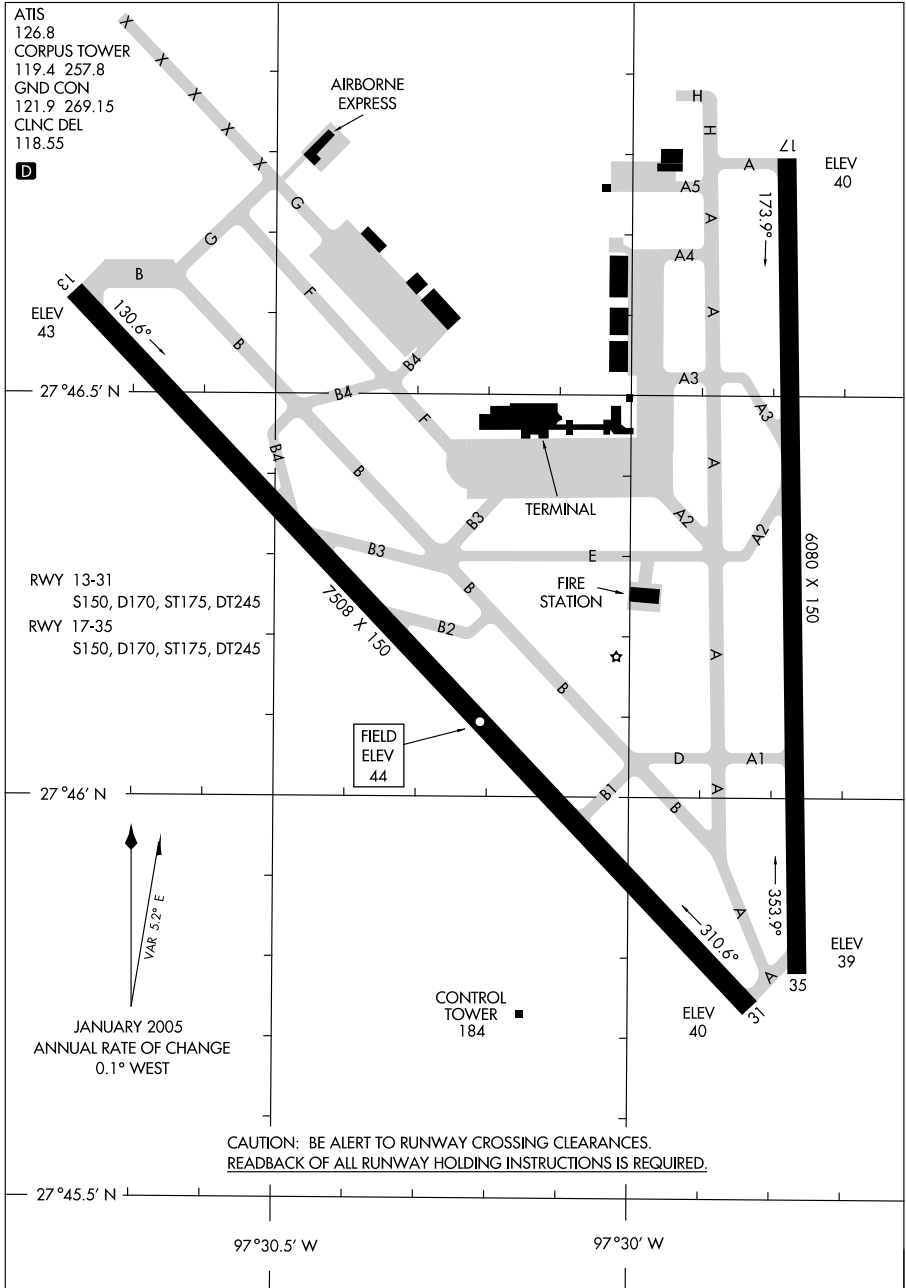 ATIS
126.8
CORPUS TOWER
119.4 257.8
GND CON
121.9 269.15
CLNC DEL
118.55
D
X
X
X
X
X
AIRBORNE
EXPRESS
H
H
A
17
ELEV
40
A5
A
173.9°
G
G
A4
B
F
A
13
ELEV
43
130.6°
B
B4
A3
27°46.5' N
B4
F
A3
B4
B
A
TERMINAL
B3
A2
A2
B3
E
6080 X 150
RWY 13-31
S150, D170, ST175, DT245
RWY 17-35
S150, D170, ST175, DT245
7508 X 150
B
FIRE
STATION
B2
A
B
FIELD
ELEV
44
D
A1
27°46' N
B1
B
A
VAR 5.2° E
353.9°
A
310.6°
ELEV
39
A
35
31
ELEV
40
CONTROL
TOWER
184
JANUARY 2005
ANNUAL RATE OF CHANGE
0.1° WEST
CAUTION: BE ALERT TO RUNWAY CROSSING CLEARANCES.
READBACK OF ALL RUNWAY HOLDING INSTRUCTIONS IS REQUIRED.
27°45.5' N
97°30.5' W
97°30' W